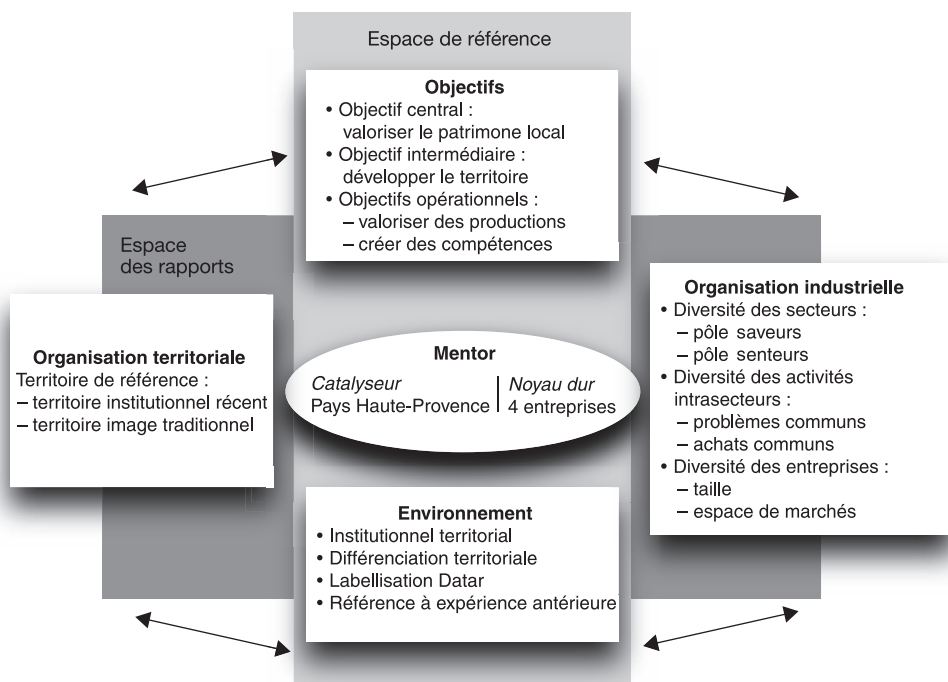 Espace de référence
Objectifs
• Objectif central :
valoriser le patrimone local
• Objectif intermédiaire :
développer le territoire
• Objectifs opérationnels :
– valoriser des productions
– créer des compétences
Espace
des rapports
Organisation territoriale
Territoire de référence :
– territoire institutionnel récent
– territoire image traditionnel
Mentor
Catalyseur
Pays Haute-Provence
Noyau dur
4 entreprises
Organisation industrielle
• Diversité des secteurs :
– pôle saveurs
– pôle senteurs
• Diversité des activités
intrasecteurs :
– problèmes communs
– achats communs
• Diversité des entreprises :
– taille
– espace de marchés
Environnement
• Institutionnel territorial
• Différenciation territoriale
• Labellisation Datar
• Référence à expérience antérieure